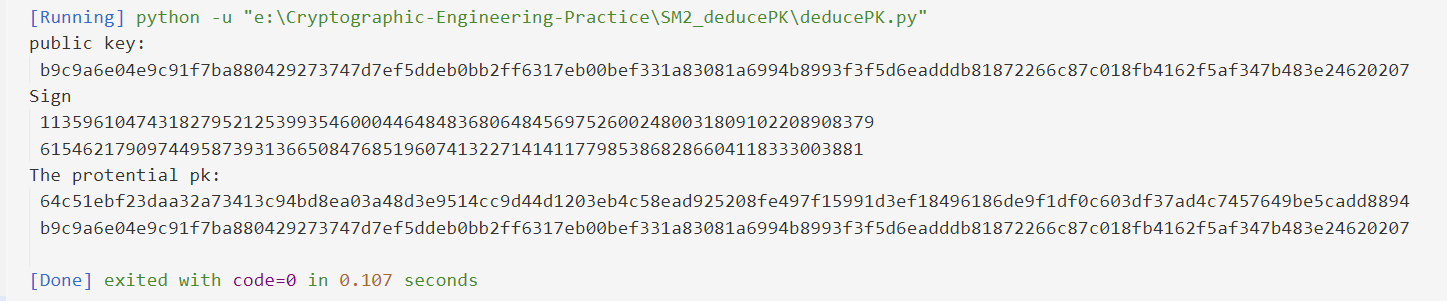 [Running] python -u "e:\Cryptographic-Engineering-Practice\SM2_deducePK\deducePK.py"
public key:
b9c9a6e04e9c91f7ba880429273747d7ef5ddeb0bb2ff6317eb00bef331a83081a6994b8993f3f5d6eadddb81872266c87c018fb4162f5af347b483e24620207
Sign
113596104743182795212539935460004464848368064845697526002480031809102208908379
61546217909744958739313665084768519607413227141411779853868286604118333003881
The protential pk:
64c51ebf23daa32a73413c94bd8ea03a48d3e9514cc9d44d1203eb4c58ead925208fe497f15991d3ef18496186de9f1df0c603df37ad4c7457649be5cadd8894
b9c9a6e04e9c91f7ba880429273747d7ef5ddeb0bb2ff6317eb00bef331a83081a6994b8993f3f5d6eadddb81872266c87c018fb4162f5af347b483e24620207
[Done] exited with code=0 in 0.107 seconds